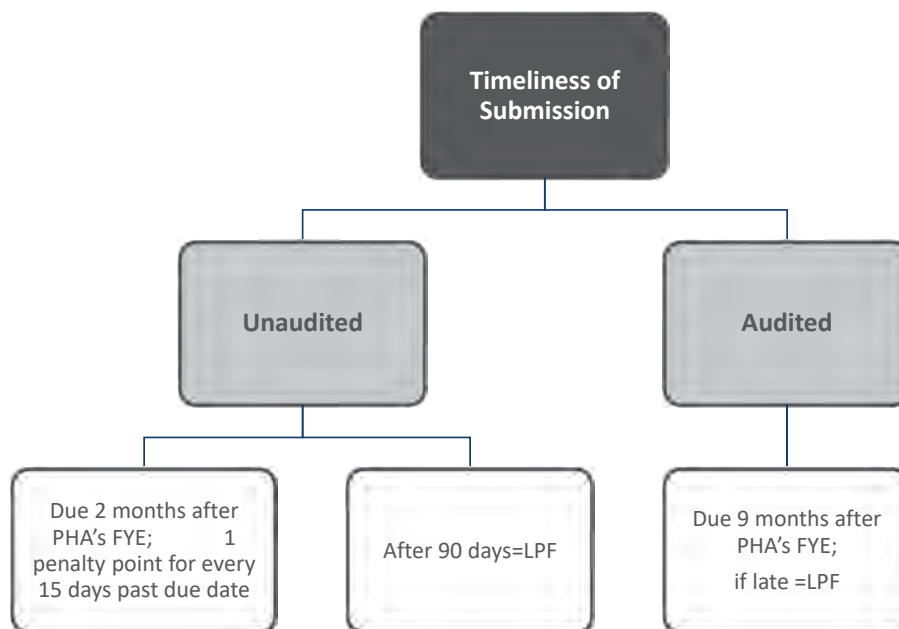 Timeliness of
Submission
Unaudited
Audited
Due 2 months after
PHA's FYE; 1
penalty point for every
15 days past due date
After 90 days=LPF
Due 9 months after
PHA's FYE;
if late =LPF